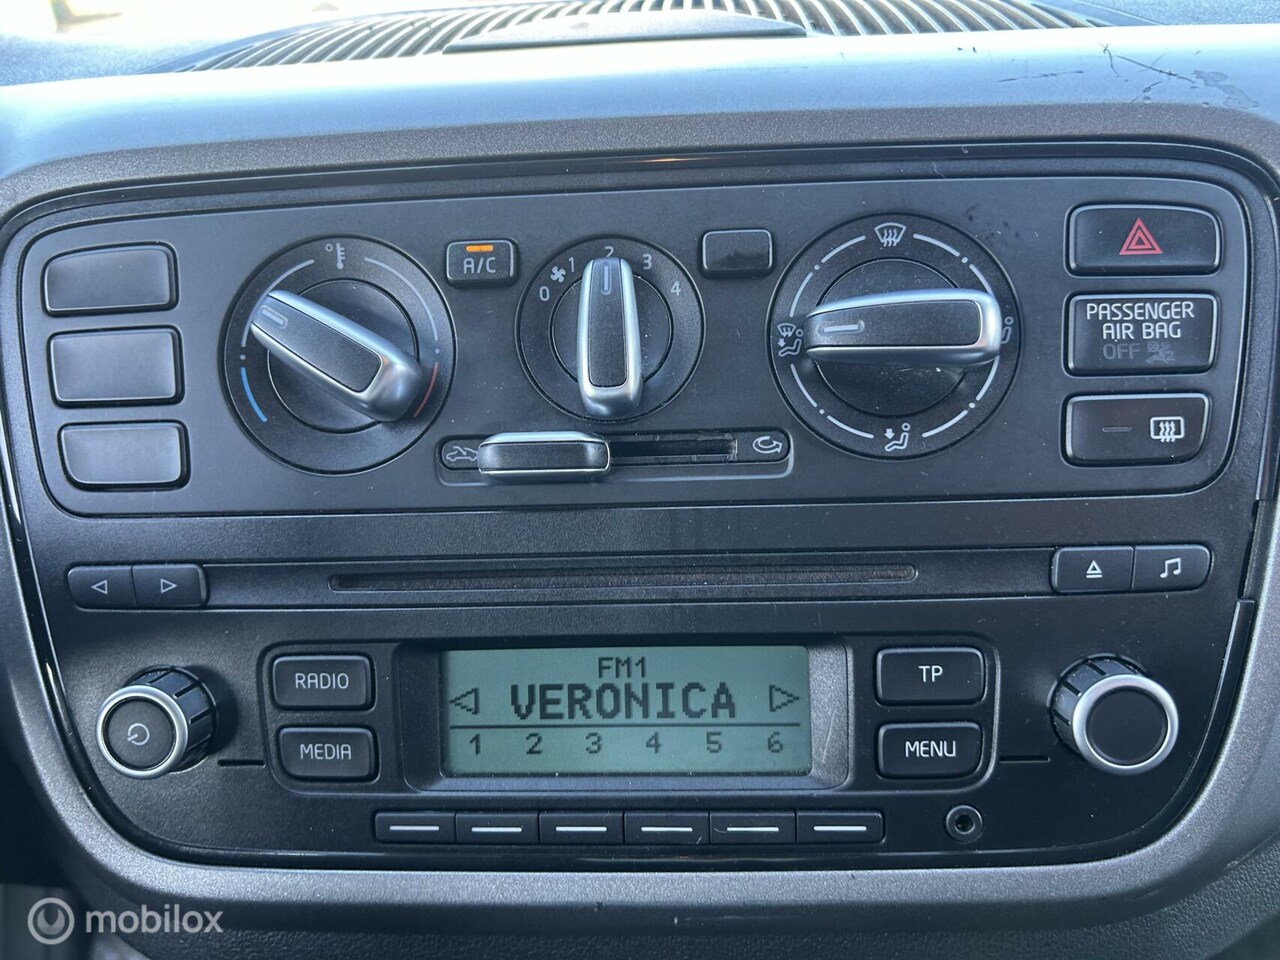 A/C
0 1 2 3 4
PASSENGER
AIR BAG
OFF
RADIO
MEDIA
FM1
VERONICA
1 2 3 4 5 6
TP
MENU
mobilox